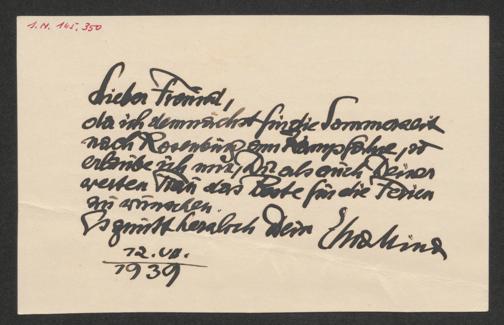 I.N. 145.350
Lieber Freund,
da ich demnächst für die Sommerzeit
nach Rosenburg am Kamp fahre, so
erlaube ich mir, Dir als auch Deiner
werten Frau das Beste für die Ferien
zu wünschen.
Es grüsst herzlich Dein
12.VII.
1939